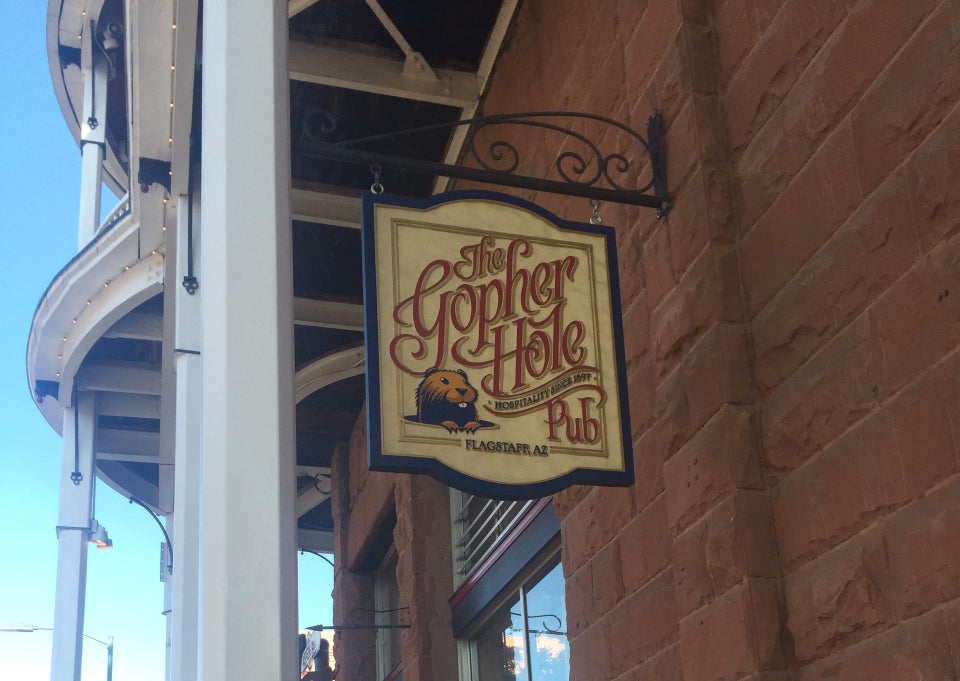 The
Gopher
Hole
HOSPITALITY SINCE 1897
Pub
FLAGSTAFF, AZ